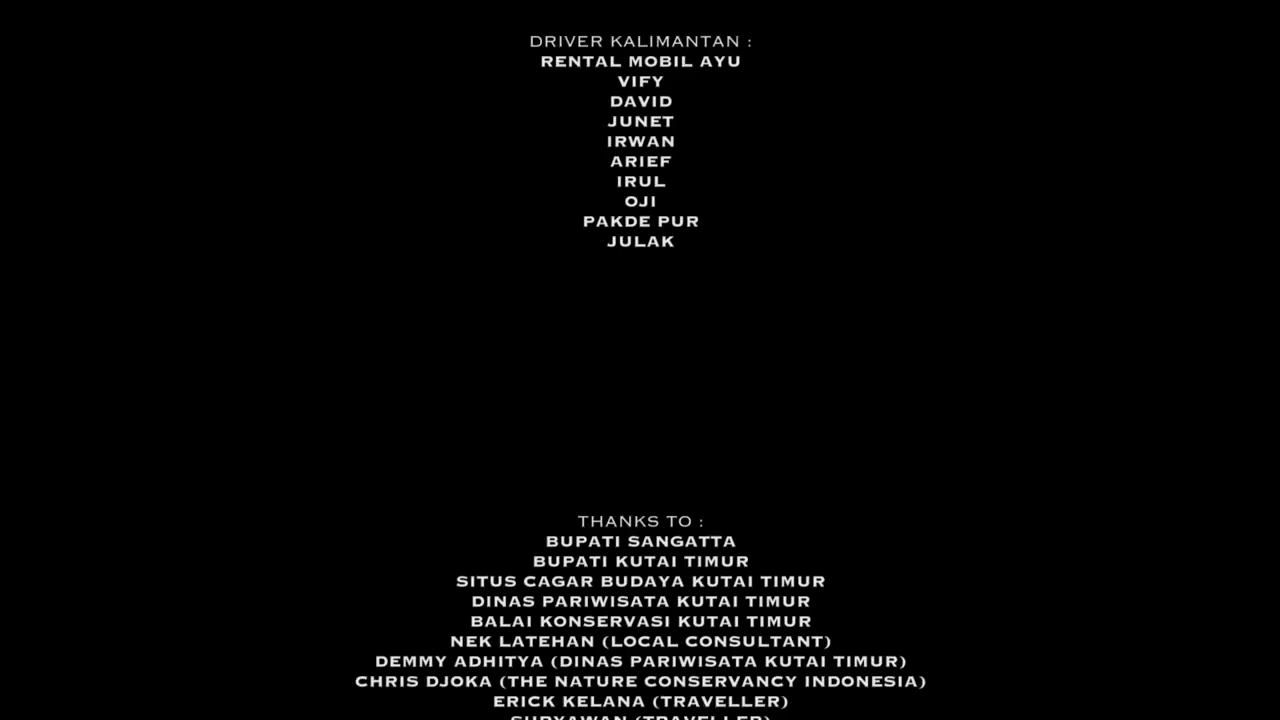 DRIVER KALIMANTAN :
RENTAL MOBIL AYU
VIFY
DAVID
JUNET
IRWAN
ARIEF
IRUL
OJI
PAKDE PUR
JULAK
THANKS TO :
BUPATI SANGATTA
BUPATI KUTAI TIMUR
SITUS CAGAR BUDAYA KUTAI TIMUR
DINAS PARIWISATA KUTAI TIMUR
BALAI KONSERVASI KUTAI TIMUR
NEK LATEHAN (LOCAL CONSULTANT)
DEMMY ADHITYA (DINAS PARIWISATA KUTAI TIMUR)
CHRIS DJOKA (THE NATURE CONSERVANCY INDONESIA)
ERICK KELANA (TRAVELLER)
SURYAWAN (TRAVELLER)